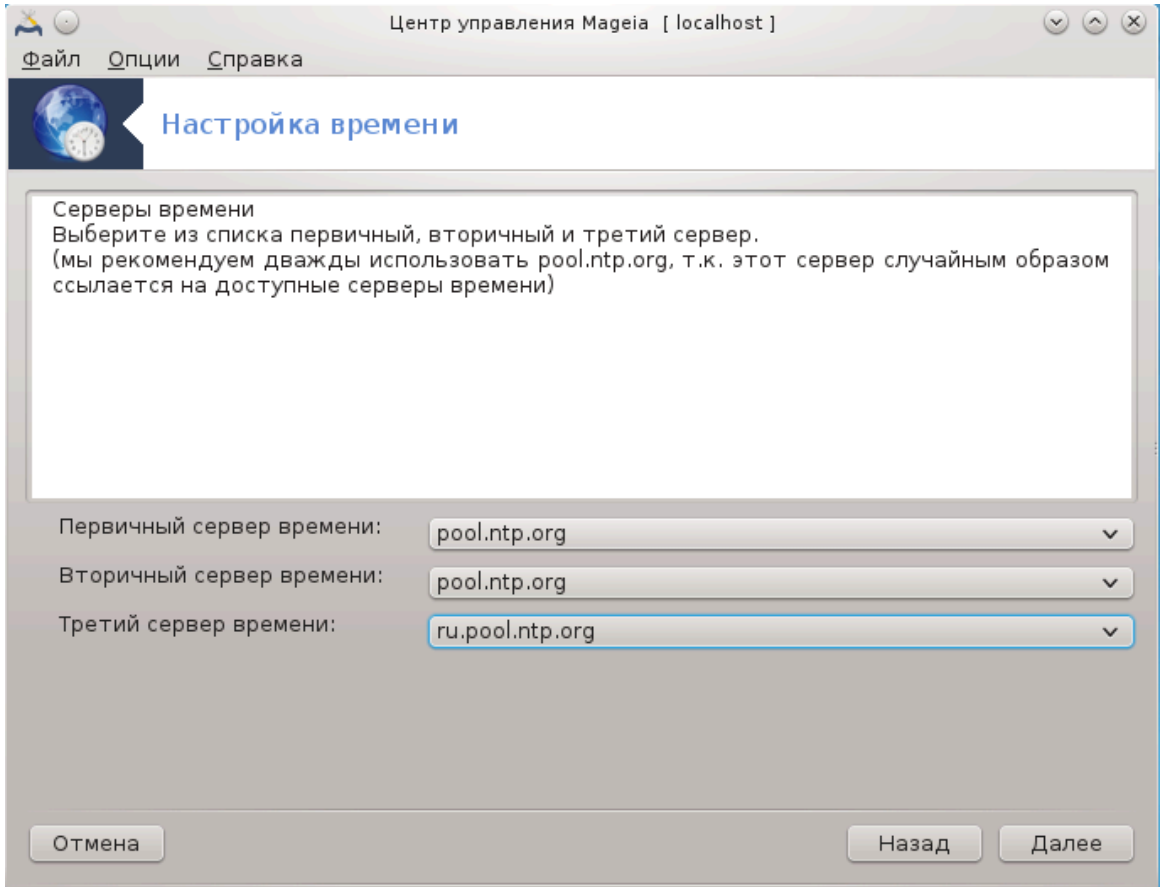 Центр управления Mageia [ localhost ]
Файл Опции Справка
Настройка времени
Серверы времени
Выберите из списка первичный, вторичный и третий сервер.
(мы рекомендуем дважды использовать pool.ntp.org, т.к. этот сервер случайным образом
ссылается на доступные серверы времени)
Первичный сервер времени: pool.ntp.org
Вторичный сервер времени: pool.ntp.org
Третий сервер времени: ru.pool.ntp.org
Отмена Назад Далее